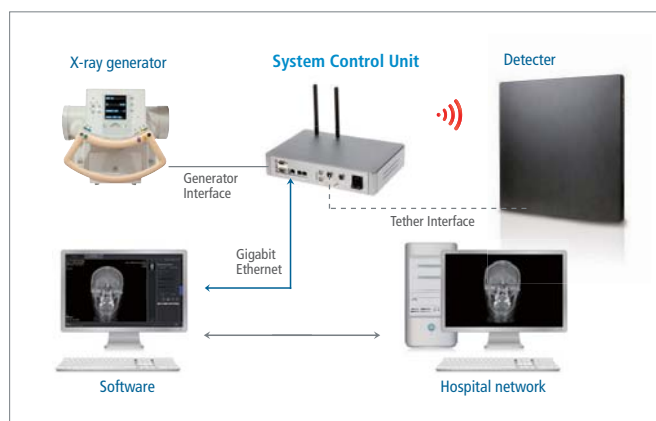 X-ray generator
System Control Unit
Detecter
Generator
Interface
Tether Interface
Gigabit
Ethernet
Software
Hospital network